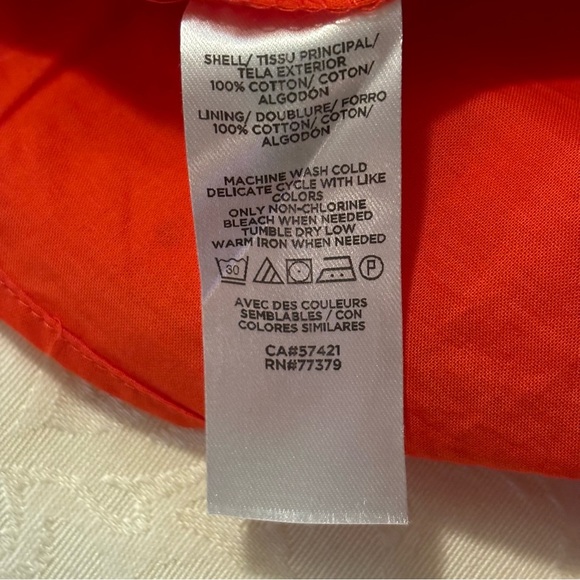 SHELL/ TISSU PRINCIPAL/
TELA EXTERIOR
100% COTTON/ COTON/
ALGODÓN
LINING/ DOUBLURE/ FORRO
100% COTTON/ COTON/
ALGODÓN
MACHINE WASH COLD
DELICATE CYCLE WITH LIKE
COLORS
ONLY NON-CHLORINE
BLEACH WHEN NEEDED
TUMBLE DRY LOW
WARM IRON WHEN NEEDED
30 P
AVEC DES COULEURS
SEMBLABLES / CON
COLORES SIMILARES
CA#57421
RN#77379